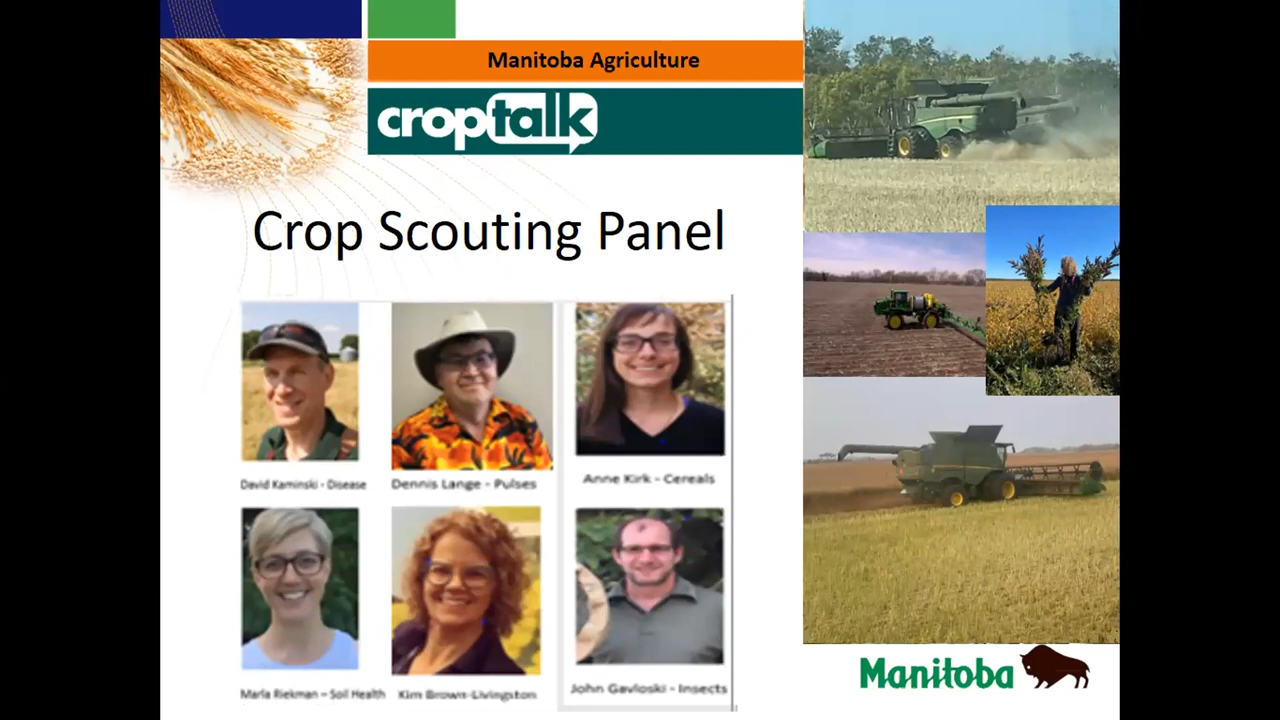 Manitoba Agriculture
croptalk
Crop Scouting Panel
David Kaminski - Disease
Dennis Lange - Pulses
Anne Kirk - Cereals
Marla Riekman – Soil Health
Kim Brown-Livingston
John Gavloski - Insects
Manitoba